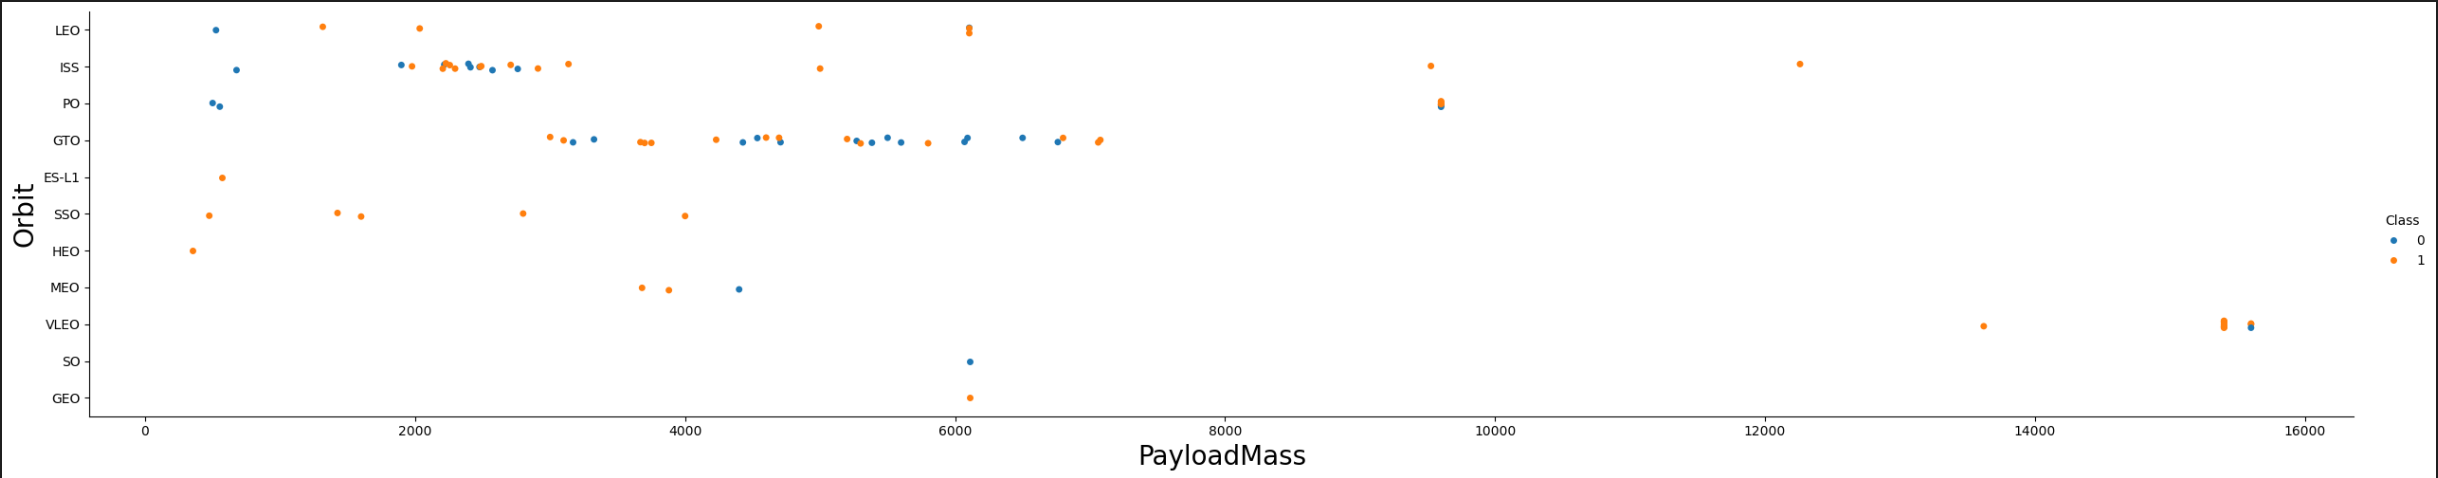 LEO
ISS
PO
GTO
ES-L1
SSO
HEO
MEO
VLEO
SO
GEO
Orbit
0 2000 4000 6000 8000 10000 12000 14000 16000
PayloadMass
Class
0
1